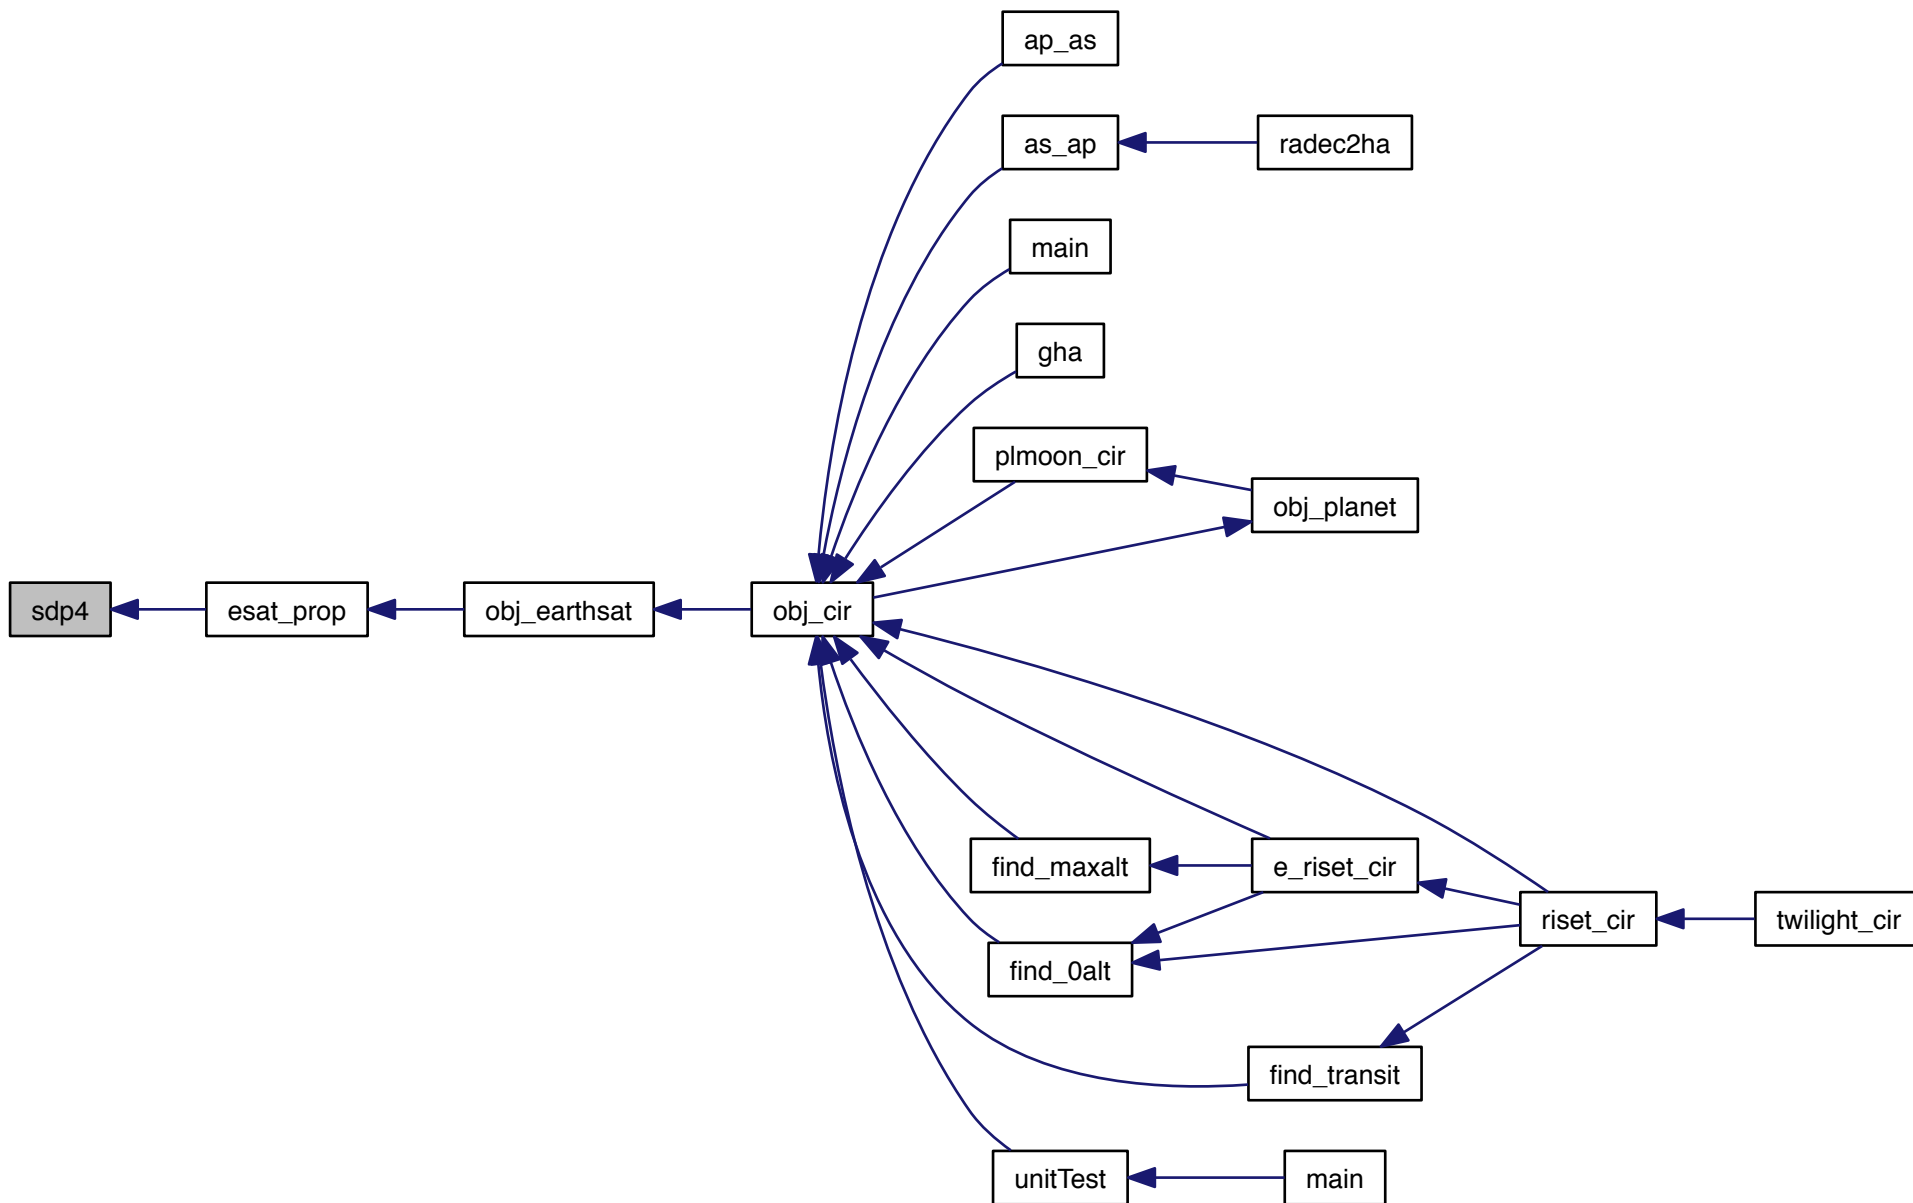 ap_as
as_ap
radec2ha
main
gha
plmoon_cir
obj_planet
sdp4
esat_prop
obj_earthsat
obj_cir
find_maxalt
e_riset_cir
riset_cir
twilight_cir
find_0alt
find_transit
unitTest
main